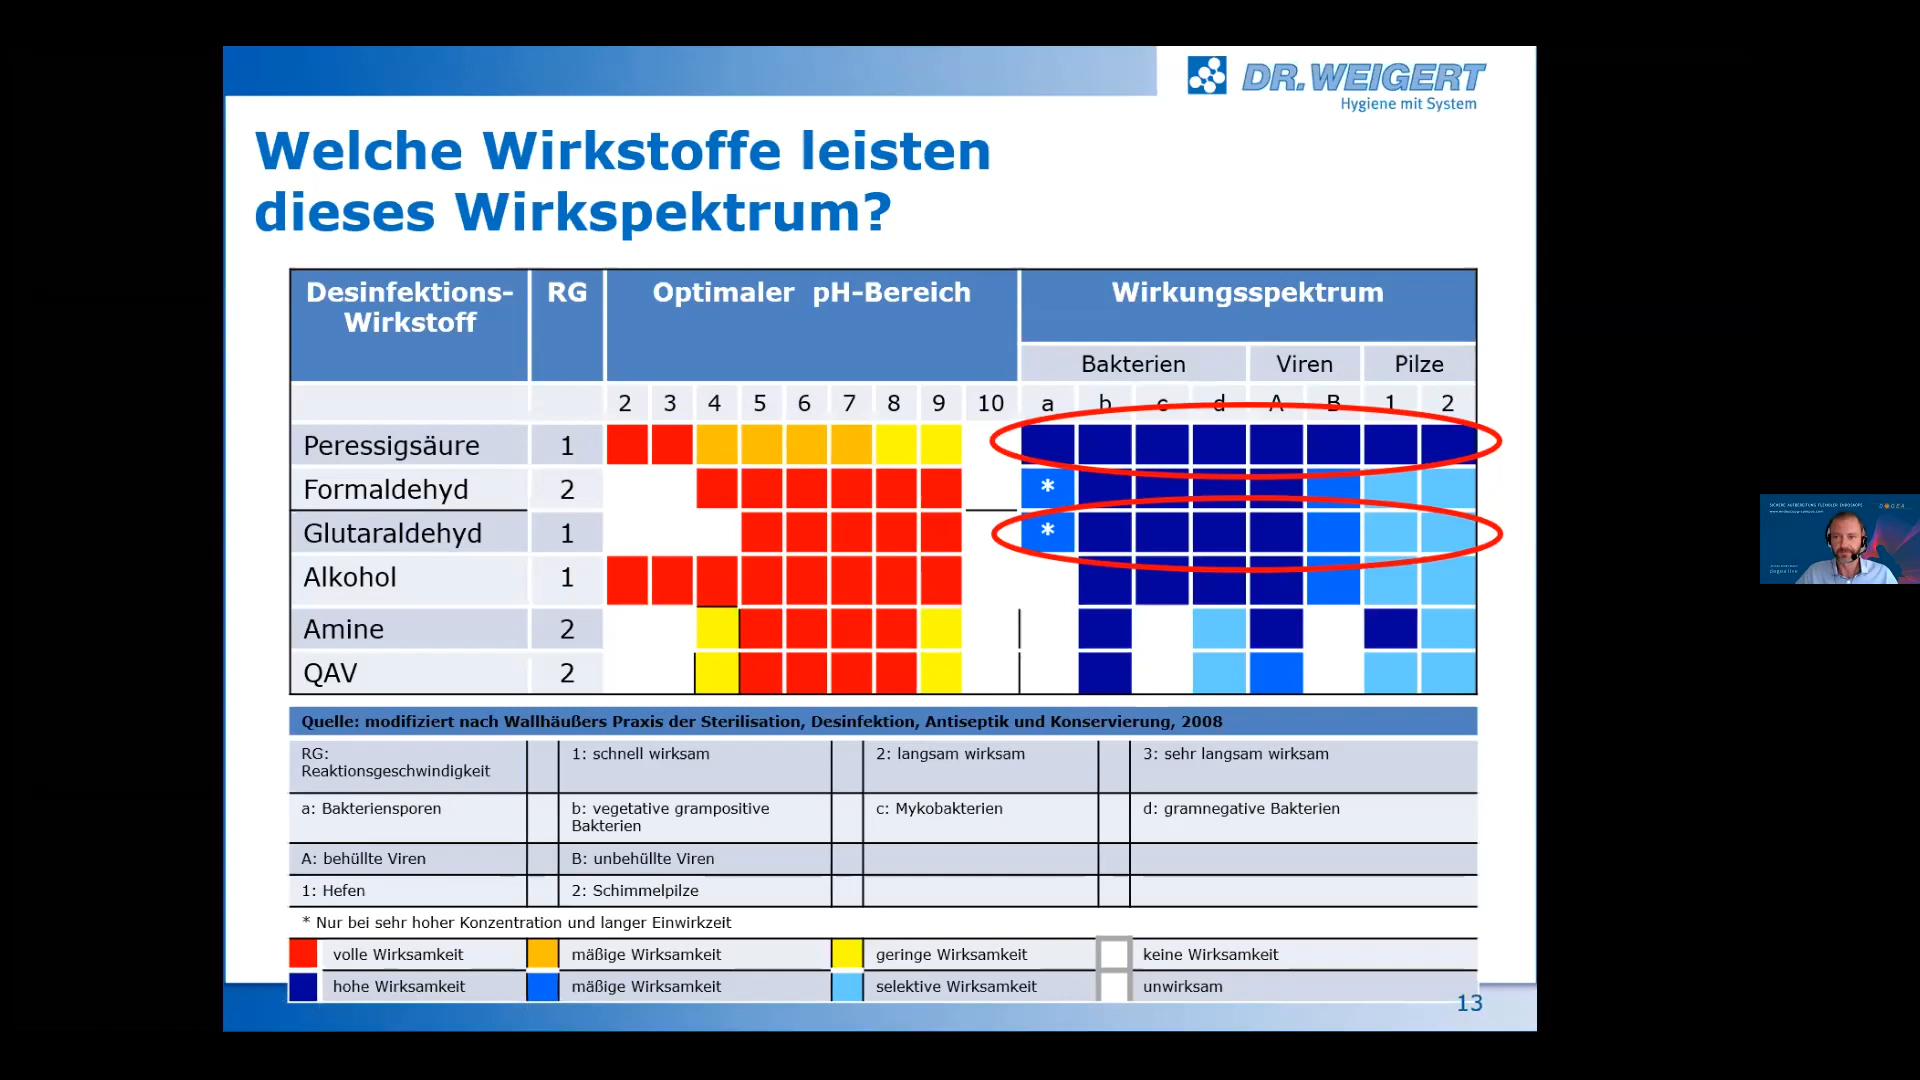 DR.WEIGERT
Hygiene mit System
Welche Wirkstoffe leisten
dieses Wirkspektrum?
Desinfektions-
Wirkstoff
RG
Optimaler pH-Bereich
Wirkungsspektrum
Bakterien Viren Pilze
2 3 4 5 6 7 8 9 10 a b c d A B 1 2
Peressigsäure 1
Formaldehyd 2 *
Glutaraldehyd 1 *
Alkohol 1
Amine 2
QAV 2
Quelle: modifiziert nach Wallhäußers Praxis der Sterilisation, Desinfektion, Antiseptik und Konservierung, 2008
RG:
Reaktionsgeschwindigkeit
1: schnell wirksam
2: langsam wirksam
3: sehr langsam wirksam
a: Bakteriensporen
b: vegetative grampositive
Bakterien
c: Mykobakterien
d: gramnegative Bakterien
A: behüllte Viren
B: unbehüllte Viren
1: Hefen
2: Schimmelpilze
* Nur bei sehr hoher Konzentration und langer Einwirkzeit
volle Wirksamkeit
mäßige Wirksamkeit
geringe Wirksamkeit
keine Wirksamkeit
hohe Wirksamkeit
mäßige Wirksamkeit
selektive Wirksamkeit
unwirksam
13
SICHERE AUFBEREITUNG FLEXIBLER ENDOSKOPE